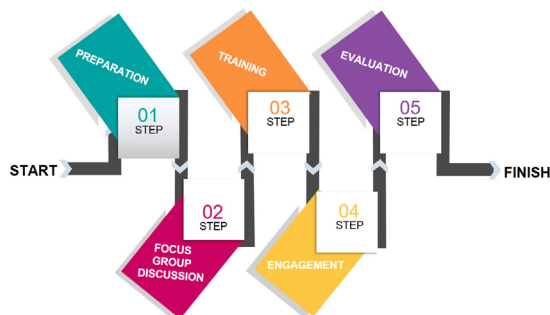 START
PREPARATION
01
STEP
02
STEP
FOCUS
GROUP
DISCUSSION
TRAINING
03
STEP
04
STEP
ENGAGEMENT
EVALUATION
05
STEP
FINISH